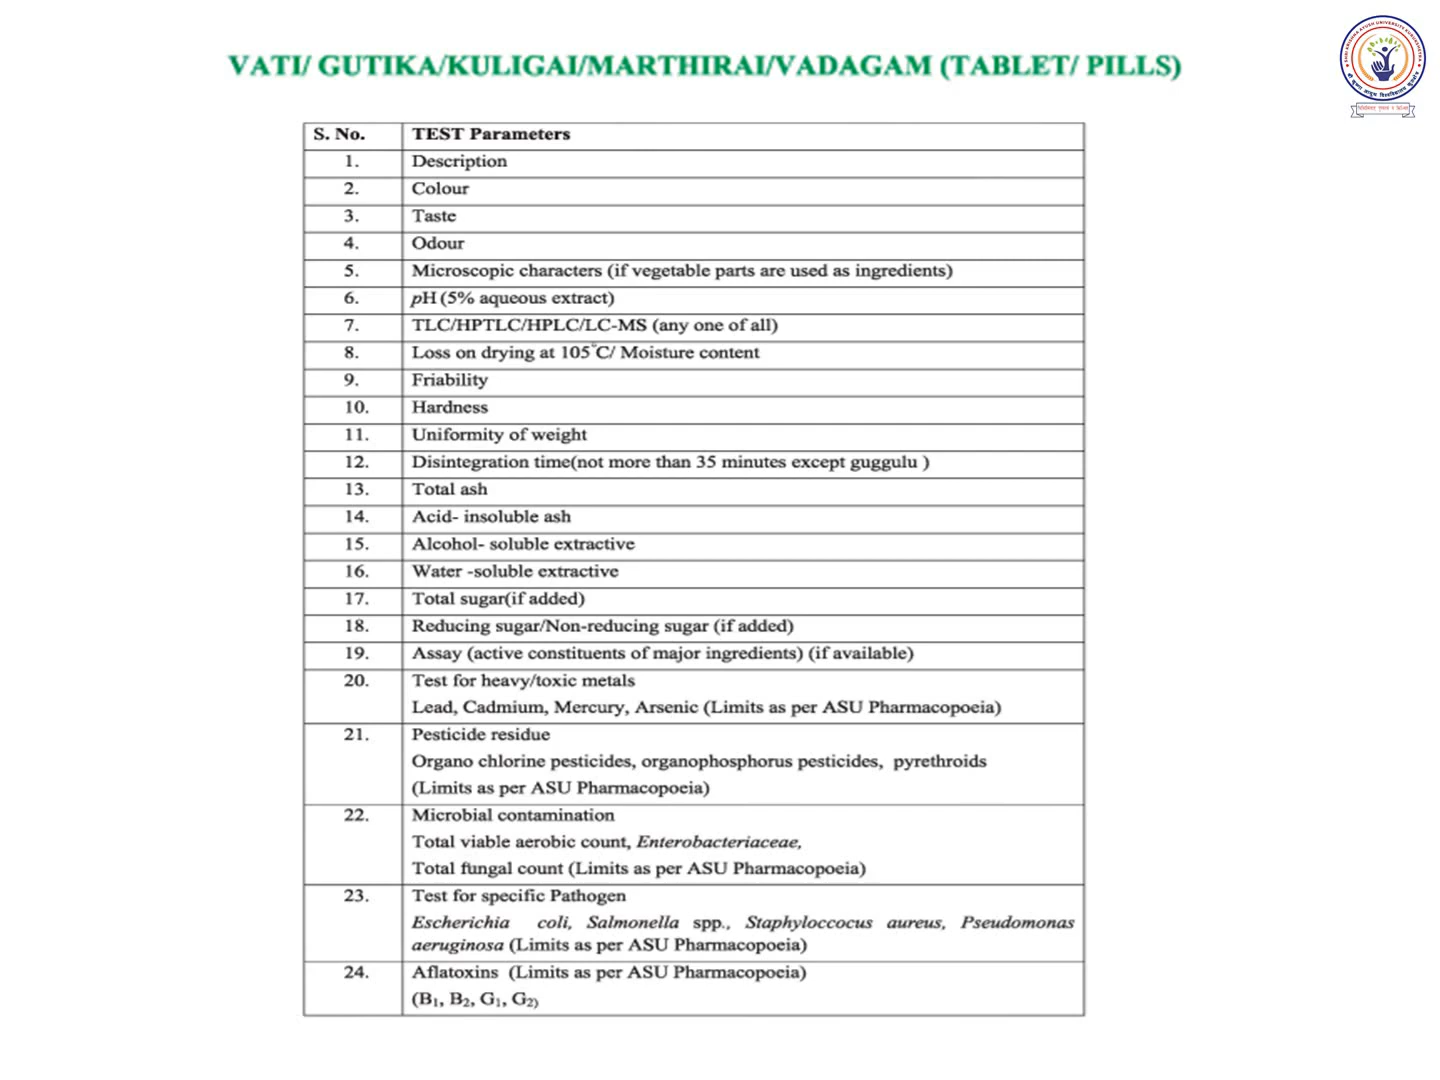 VATI/ GUTIKA/KULIGAI/MARTHIRAI/VADAGAM (TABLET/ PILLS)
S. No. TEST Parameters
1. Description
2. Colour
3. Taste
4. Odour
5. Microscopic characters (if vegetable parts are used as ingredients)
6. pH (5% aqueous extract)
7. TLC/HPTLC/HPLC/LC-MS (any one of all)
8. Loss on drying at 105°C/ Moisture content
9. Friability
10. Hardness
11. Uniformity of weight
12. Disintegration time(not more than 35 minutes except guggulu )
13. Total ash
14. Acid- insoluble ash
15. Alcohol- soluble extractive
16. Water -soluble extractive
17. Total sugar(if added)
18. Reducing sugar/Non-reducing sugar (if added)
19. Assay (active constituents of major ingredients) (if available)
20. Test for heavy/toxic metals
Lead, Cadmium, Mercury, Arsenic (Limits as per ASU Pharmacopoeia)
21. Pesticide residue
Organo chlorine pesticides, organophosphorus pesticides, pyrethroids
(Limits as per ASU Pharmacopoeia)
22. Microbial contamination
Total viable aerobic count, Enterobacteriaceae,
Total fungal count (Limits as per ASU Pharmacopoeia)
23. Test for specific Pathogen
Escherichia coli, Salmonella spp., Staphyloccocus aureus, Pseudomonas
aeruginosa (Limits as per ASU Pharmacopoeia)
24. Aflatoxins (Limits as per ASU Pharmacopoeia)
(B₁, B₂, G₁, G₂)
SHRI KRISHNA AYUSH UNIVERSITY KURUKSHETRA
श्री कृष्णा आयुष विश्वविद्यालय कुरुक्षेत्र